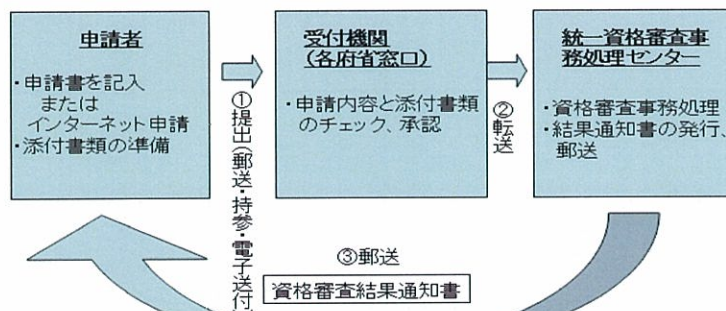 申請者
・申請書を記入
または
インターネット申請
・添付書類の準備
①提出(郵送・持参・電子送付
受付機関
(各府省窓口)
・申請内容と添付書類
のチェック、承認
②転送
統一資格審査事
務処理センター
・資格審査事務処理
・結果通知書の発行、
郵送
③郵送
資格審査結果通知書